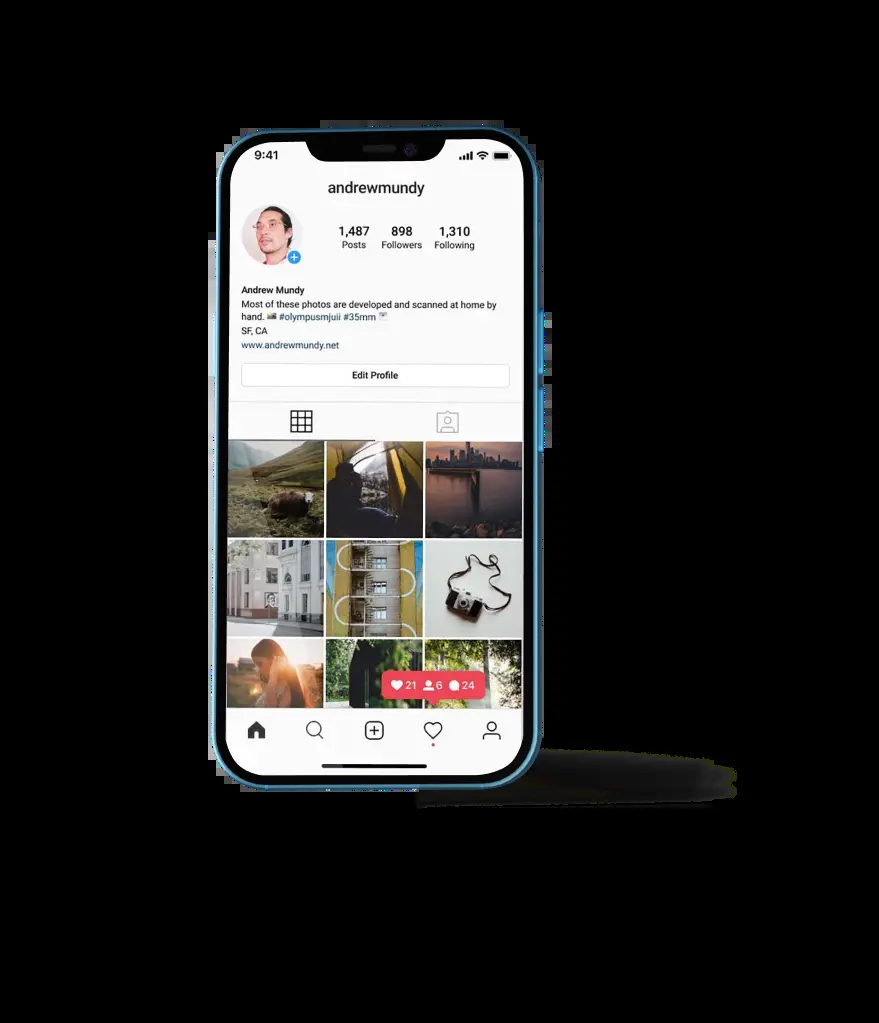 9:41
andrewmundy
1,487 898 1,310
Posts Followers Following
Andrew Mundy
Most of these photos are developed and scanned at home by
hand. #olympusmjuii #35mm
SF, CA
www.andrewmundy.net
Edit Profile
21 6 24